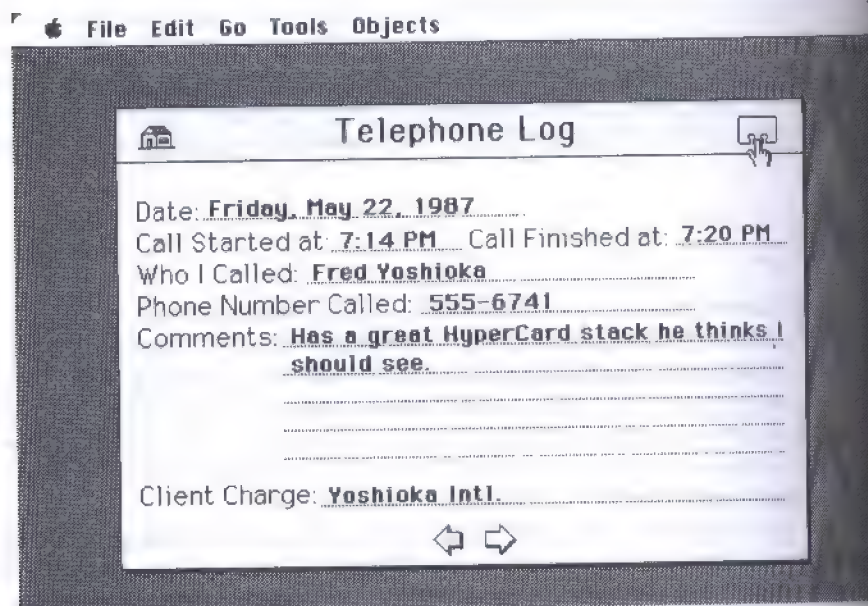 File Edit Go Tools Objects
Telephone Log
Date: Friday, May 22, 1987
Call Started at: 7:14 PM Call Finished at: 7:20 PM
Who I Called: Fred Yoshioka
Phone Number Called: 555-6741
Comments: Has a great HyperCard stack he thinks I
should see.
Client Charge: Yoshioka Intl.